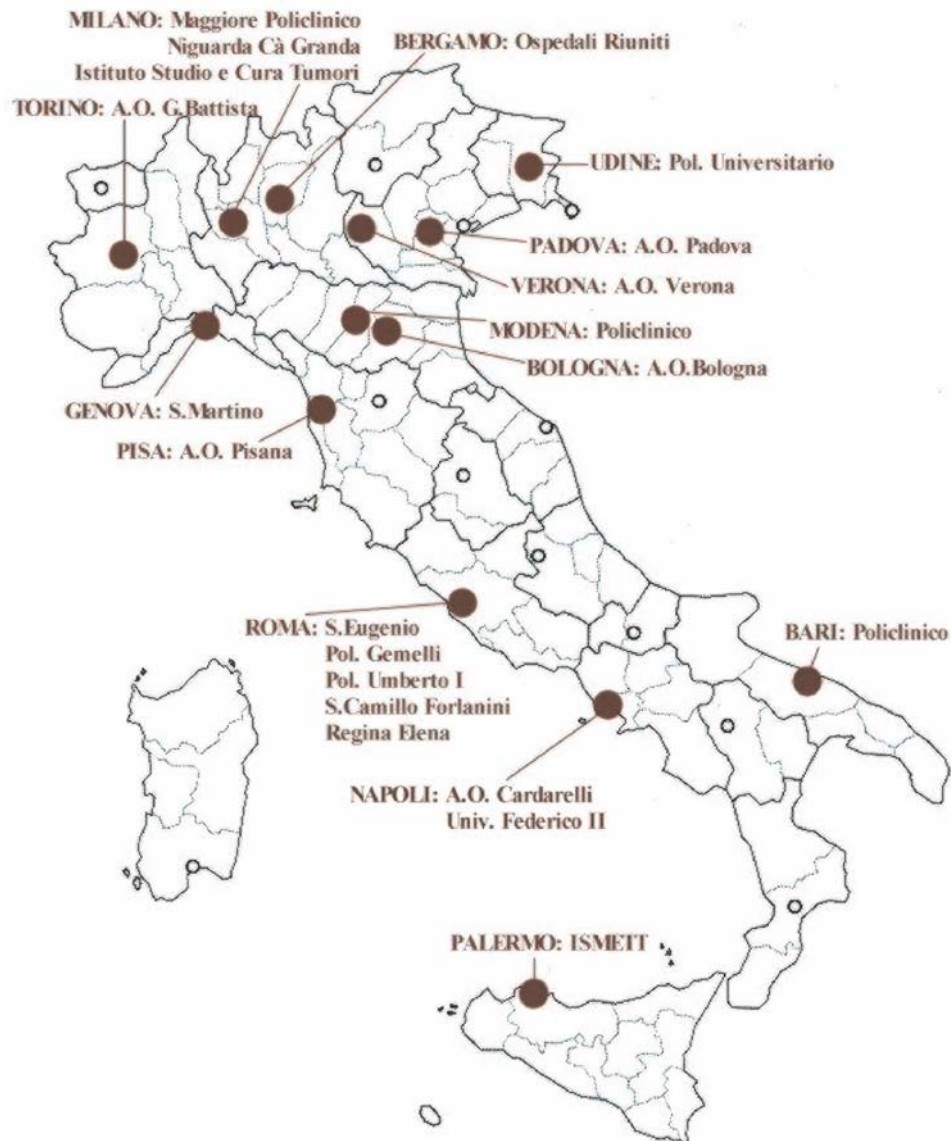 MILANO: Maggiore Policlinico
Niguarda Cà Granda
Istituto Studio e Cura Tumori
BERGAMO: Ospedali Riuniti
TORINO: A.O. G.Battista
UDINE: Pol. Universitario
PADOVA: A.O. Padova
VERONA: A.O. Verona
MODENA: Policlinico
BOLOGNA: A.O.Bologna
GENOVA: S.Martino
PISA: A.O. Pisana
ROMA: S.Eugenio
Pol. Gemelli
Pol. Umberto I
S.Camillo Forlanini
Regina Elena
BARI: Policlinico
NAPOLI: A.O. Cardarelli
Univ. Federico II
PALERMO: ISMETT